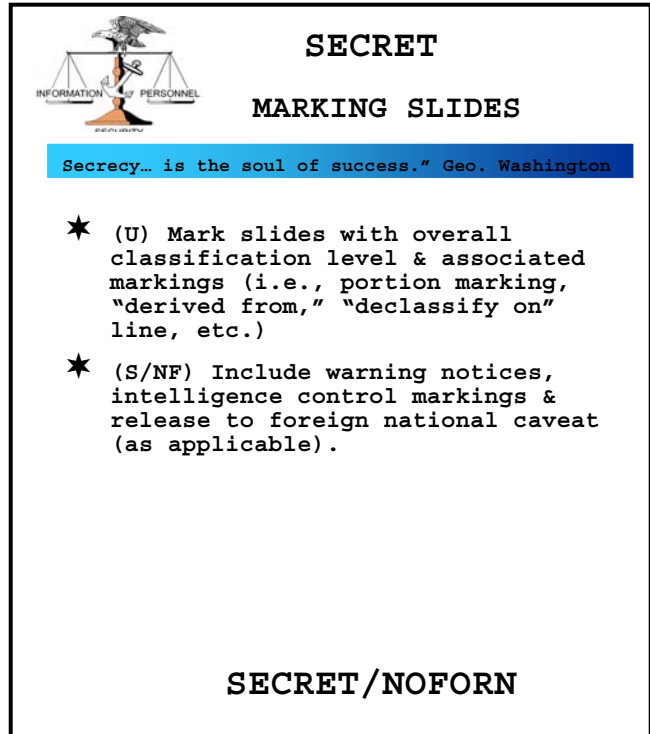 SECRET
INFORMATION PERSONNEL
SECURITY
MARKING SLIDES
Secrecy… is the soul of success.” Geo. Washington
(U) Mark slides with overall
classification level & associated
markings (i.e., portion marking,
“derived from,” “declassify on”
line, etc.)
(S/NF) Include warning notices,
intelligence control markings &
release to foreign national caveat
(as applicable).
SECRET/NOFORN